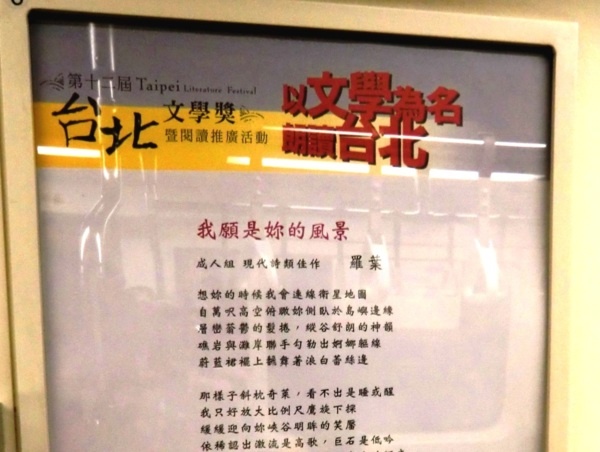 第十二屆 Taipei Literature Festival
台北 文學獎
暨閱讀推廣活動
以文學為名
朗讀台北
我願是妳的風景
成人組 現代詩類佳作 羅葉
想妳的時候我會連線衛星地圖
自萬呎高空俯瞰妳側臥於島嶼邊緣
層巒蓊鬱的髮捲，縱谷舒朗的神韻
礁岩與灘岸聯手勾勒出婀娜軀線
蔚藍裙襬上飄舞著滾白蕾絲邊
那樣子斜枕奇萊，看不出是睡或醒
我只好放大比例尺鷹旋下探
緩緩迎向妳峽谷明眸的笑靨
依稀認出激流是高歌，巨石是低吟